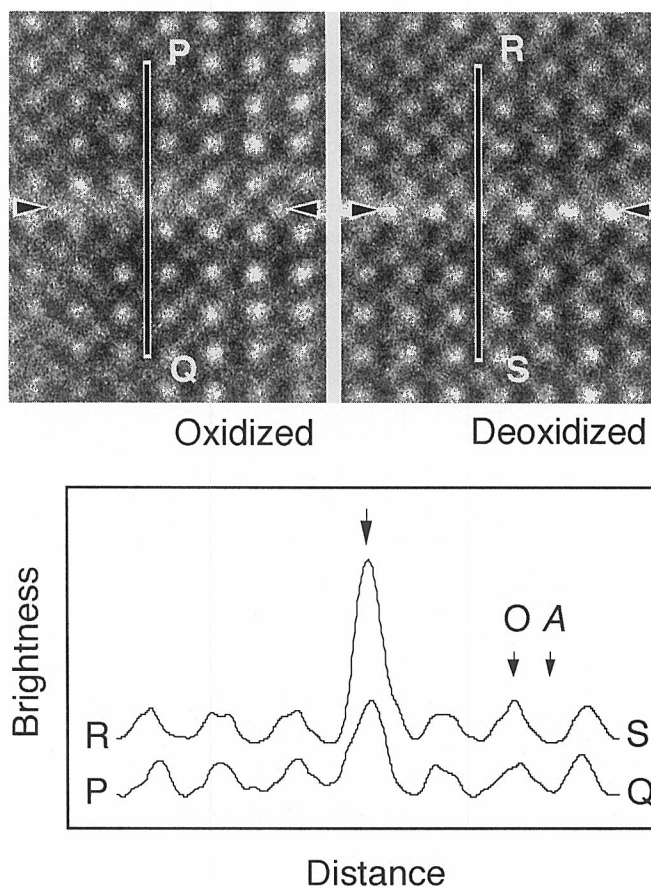 P R
Q S
Oxidized Deoxidized
O A
Brightness
R S
P Q
Distance